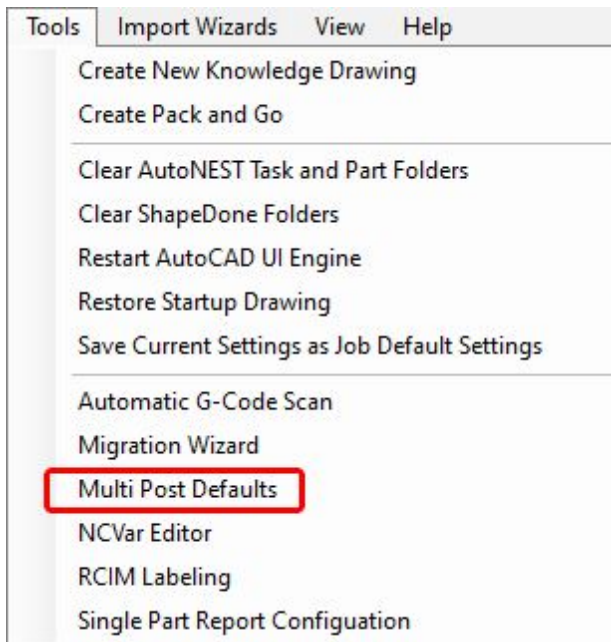 Tools Import Wizards View Help
Create New Knowledge Drawing
Create Pack and Go
Clear AutoNEST Task and Part Folders
Clear ShapeDone Folders
Restart AutoCAD UI Engine
Restore Startup Drawing
Save Current Settings as Job Default Settings
Automatic G-Code Scan
Migration Wizard
Multi Post Defaults
NCVar Editor
RCIM Labeling
Single Part Report Configuation